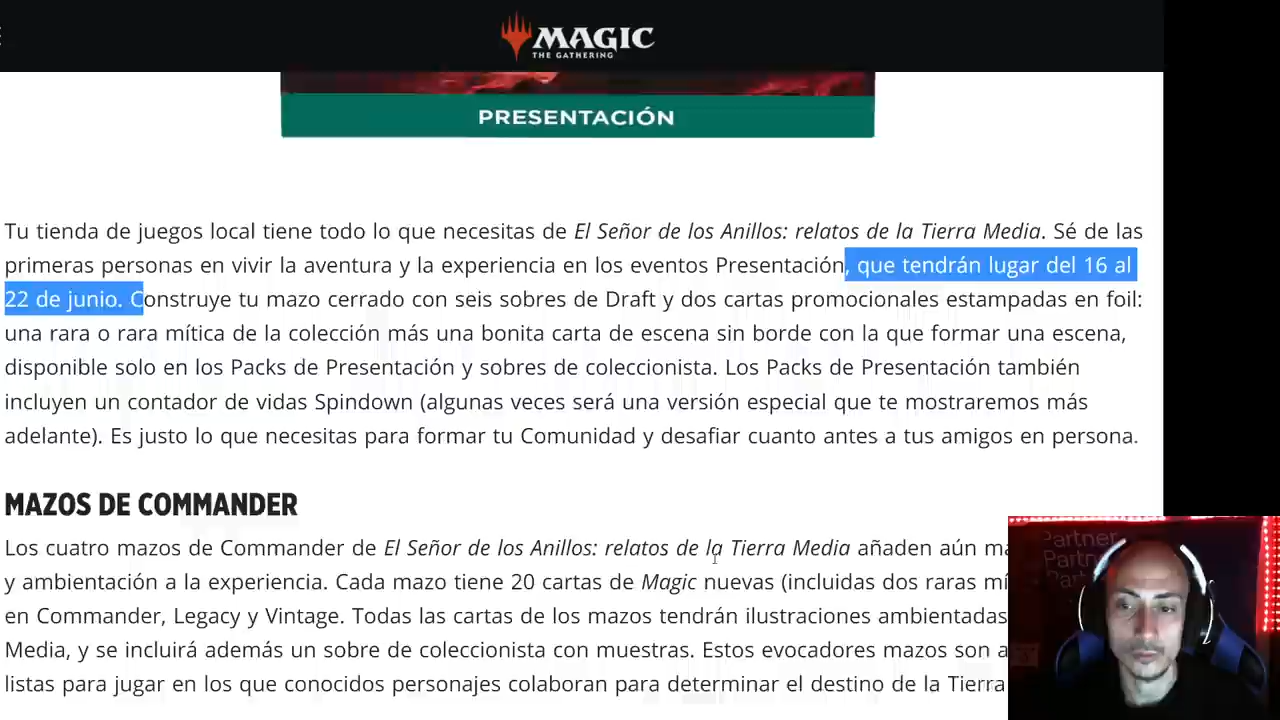 MAGIC
THE GATHERING
PRESENTACIÓN
Tu tienda de juegos local tiene todo lo que necesitas de El Señor de los Anillos: relatos de la Tierra Media. Sé de las
primeras personas en vivir la aventura y la experiencia en los eventos Presentación, que tendrán lugar del 16 al
22 de junio. Construye tu mazo cerrado con seis sobres de Draft y dos cartas promocionales estampadas en foil:
una rara o rara mítica de la colección más una bonita carta de escena sin borde con la que formar una escena,
disponible solo en los Packs de Presentación y sobres de coleccionista. Los Packs de Presentación también
incluyen un contador de vidas Spindown (algunas veces será una versión especial que te mostraremos más
adelante). Es justo lo que necesitas para formar tu Comunidad y desafiar cuanto antes a tus amigos en persona.
MAZOS DE COMMANDER
Los cuatro mazos de Commander de El Señor de los Anillos: relatos de la Tierra Media añaden aún
y ambientación a la experiencia. Cada mazo tiene 20 cartas de Magic nuevas (incluidas dos raras
en Commander, Legacy y Vintage. Todas las cartas de los mazos tendrán ilustraciones ambientadas
Media, y se incluirá además un sobre de coleccionista con muestras. Estos evocadores mazos son
listas para jugar en los que conocidos personajes colaboran para determinar el destino de la Tierra
Partner
Partner